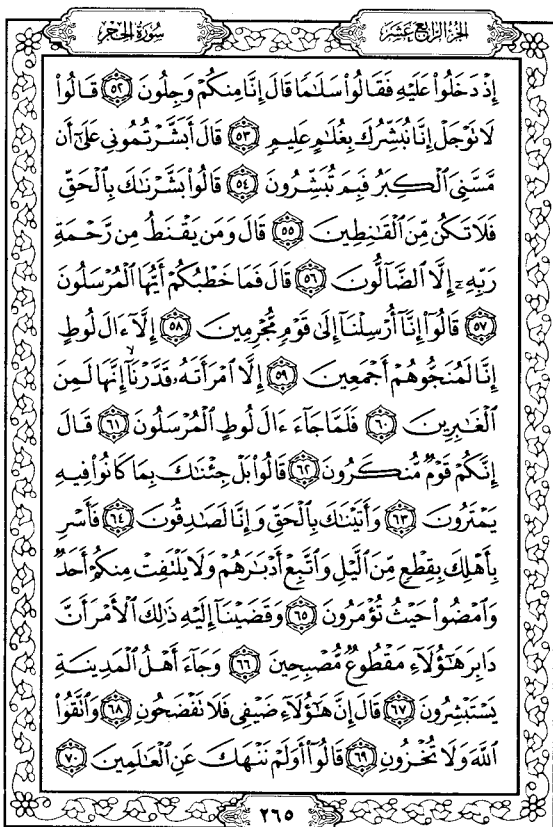 الجزء الرابع عشر
سورة الحجر
إِذْ دَخَلُوا۟ عَلَيْهِ فَقَالُوا۟ سَلَٰمًا قَالَ إِنَّا مِنكُمْ وَجِلُونَ ٥٢ قَالُوا۟
لَا تَوْجَلْ إِنَّا نُبَشِّرُكَ بِغُلَٰمٍ عَلِيمٍ ٥٣ قَالَ أَبَشَّرْتُمُونِى عَلَىٰٓ أَن
مَّسَّنِىَ ٱلْكِبَرُ فَبِمَ تُبَشِّرُونَ ٥٤ قَالُوا۟ بَشَّرْنَٰكَ بِٱلْحَقِّ
فَلَا تَكُن مِّنَ ٱلْقَٰنِطِينَ ٥٥ قَالَ وَمَن يَقْنَطُ مِن رَّحْمَةِ
رَبِّهِۦٓ إِلَّا ٱلضَّآلُّونَ ٥٦ قَالَ فَمَا خَطْبُكُمْ أَيُّهَا ٱلْمُرْسَلُونَ
٥٧ قَالُوٓا۟ إِنَّآ أُرْسِلْنَآ إِلَىٰ قَوْمٍ مُّجْرِمِينَ ٥٨ إِلَّآ ءَالَ لُوطٍ
إِنَّا لَمُنَجُّوهُمْ أَجْمَعِينَ ٥٩ إِلَّا ٱمْرَأَتَهُۥ قَدَّرْنَآ إِنَّهَا لَمِنَ
ٱلْغَٰبِرِينَ ٦٠ فَلَمَّا جَآءَ ءَالَ لُوطٍ ٱلْمُرْسَلُونَ ٦١ قَالَ
إِنَّكُمْ قَوْمٌ مُّنكَرُونَ ٦٢ قَالُوا۟ بَلْ جِئْنَٰكَ بِمَا كَانُوا۟ فِيهِ
يَمْتَرُونَ ٦٣ وَأَتَيْنَٰكَ بِٱلْحَقِّ وَإِنَّا لَصَٰدِقُونَ ٦٤ فَأَسْرِ
بِأَهْلِكَ بِقِطْعٍ مِّنَ ٱلَّيْلِ وَٱتَّبِعْ أَدْبَٰرَهُمْ وَلَا يَلْتَفِتْ مِنكُمْ أَحَدٌ
وَٱمْضُوا۟ حَيْثُ تُؤْمَرُونَ ٦٥ وَقَضَيْنَآ إِلَيْهِ ذَٰلِكَ ٱلْأَمْرَ أَنَّ
دَابِرَ هَٰٓؤُلَآءِ مَقْطُوعٌ مُّصْبِحِينَ ٦٦ وَجَآءَ أَهْلُ ٱلْمَدِينَةِ
يَسْتَبْشِرُونَ ٦٧ قَالَ إِنَّ هَٰٓؤُلَآءِ ضَيْفِى فَلَا تَفْضَحُونِ ٦٨ وَٱتَّقُوا۟
ٱللَّهَ وَلَا تُخْزُونِ ٦٩ قَالُوٓا۟ أَوَلَمْ نَنْهَكَ عَنِ ٱلْعَٰلَمِينَ ٧٠
٢٦٥